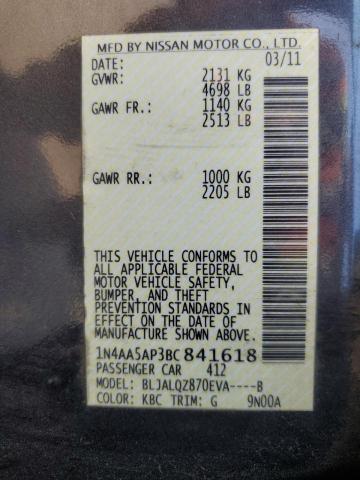 MFD BY NISSAN MOTOR CO., LTD.
DATE: 03/11
GVWR: 2131 KG
4698 LB
GAWR FR.: 1140 KG
2513 LB
GAWR RR.: 1000 KG
2205 LB
THIS VEHICLE CONFORMS TO
ALL APPLICABLE FEDERAL
MOTOR VEHICLE SAFETY,
BUMPER, AND THEFT
PREVENTION STANDARDS IN
EFFECT ON THE DATE OF
MANUFACTURE SHOWN ABOVE.
1N4AA5AP3BC841618
PASSENGER CAR 412
MODEL: BLJALQZ870EVA----B
COLOR: KBC TRIM: G 9N00A